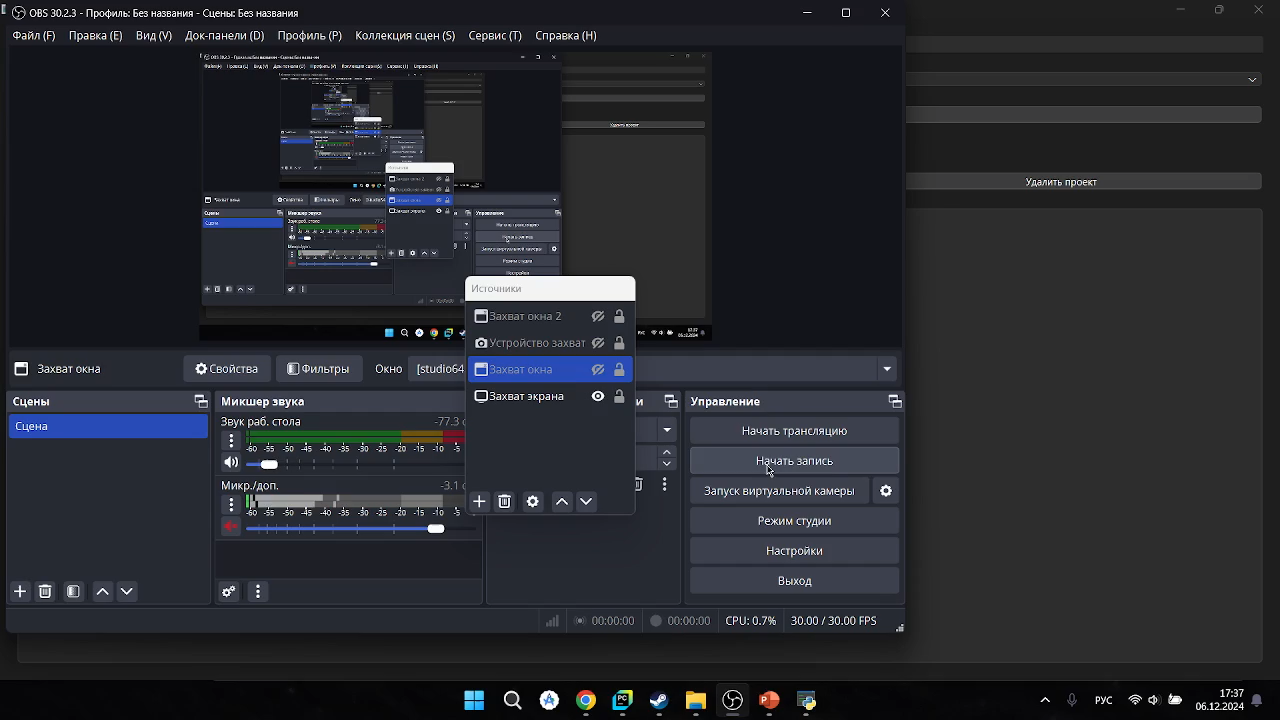 OBS 30.2.3 - Профиль: Без названия - Сцены: Без названия
Файл (F) Правка (E) Вид (V) Док-панели (D) Профиль (P) Коллекция сцен (S) Сервис (T) Справка (H)
Удалить проект
Удалить проект
Источники
Захват окна 2
Устройство захват
Захват окна
Захват экрана
Захват окна Свойства Фильтры Окно [studio64
Сцены
Сцена
Микшер звука
Звук раб. стола -77.3
-60 -55 -50 -45 -40 -35 -30 -25 -20 -15 -10 -5
Микр./доп. -3.1
-60 -55 -50 -45 -40 -35 -30 -25 -20 -15 -10 -5
Управление
Начать трансляцию
Начать запись
Запуск виртуальной камеры
Режим студии
Настройки
Выход
00:00:00 00:00:00 CPU: 0.7% 30.00 / 30.00 FPS
РУС
17:37
06.12.2024